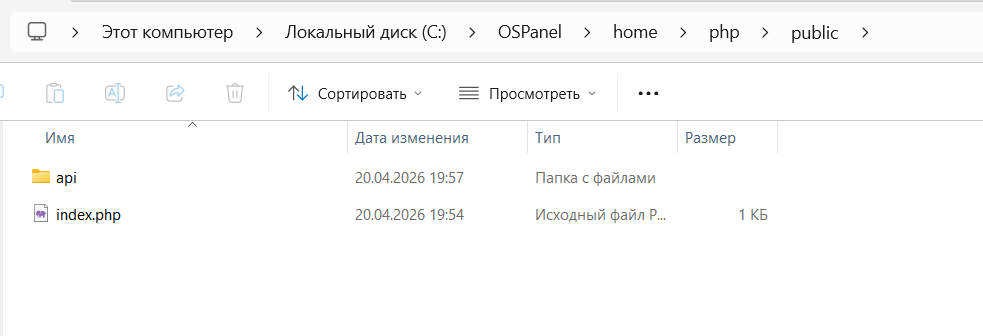 Этот компьютер > Локальный диск (C:) > OSPanel > home > php > public >
Сортировать Просмотреть
Имя Дата изменения Тип Размер
api 20.04.2026 19:57 Папка с файлами
index.php 20.04.2026 19:54 Исходный файл P... 1 КБ